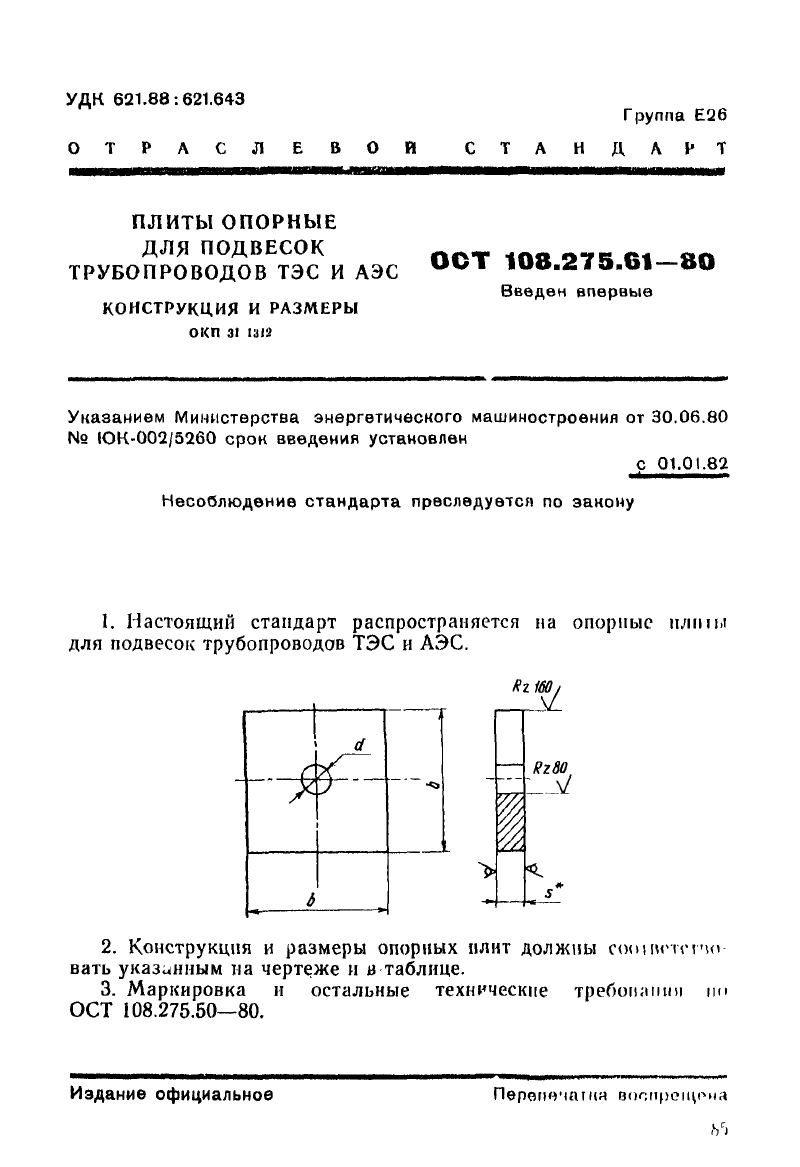 УДК 621.88 : 621.643
Группа Е26
ОТРАСЛЕВОЙ СТАНДАРТ
ПЛИТЫ ОПОРНЫЕ
ДЛЯ ПОДВЕСОК
ТРУБОПРОВОДОВ ТЭС И АЭС
КОНСТРУКЦИЯ И РАЗМЕРЫ
ОКП 31 1312
ОСТ 108.275.61—80
Введен впервые
Указанием Министерства энергетического машиностроения от 30.06.80
№ ЮК-002/5260 срок введения установлен
с 01.01.82
Несоблюдение стандарта преследуется по закону
1. Настоящий стандарт распространяется на опорные плиты
для подвесок трубопроводов ТЭС и АЭС.
Rz 160
d
Rz 80
b
b
s*
2. Конструкция и размеры опорных плит должны соответство-
вать указанным на чертеже и в таблице.
3. Маркировка и остальные технические требования по
ОСТ 108.275.50—80.
Издание официальное
Перепечатка воспрещена
85